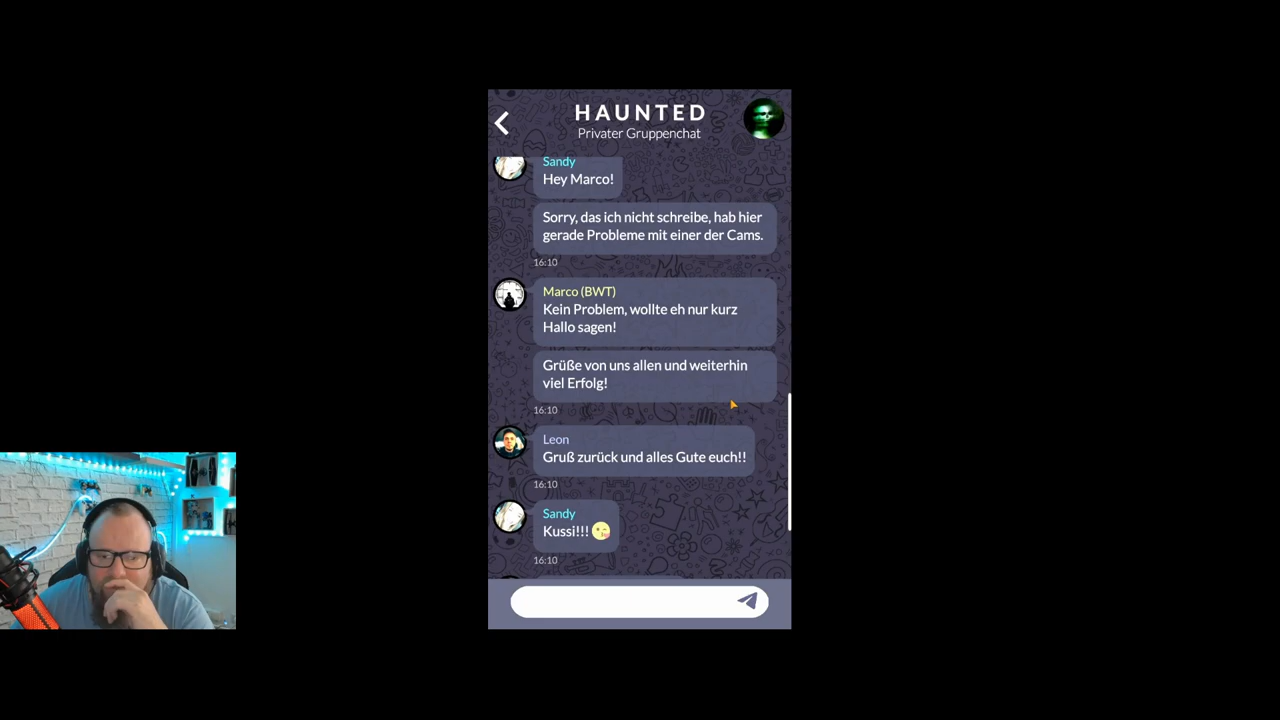 HAUNTED
Privater Gruppenchat
Sandy
Hey Marco!
Sorry, das ich nicht schreibe, hab hier
gerade Probleme mit einer der Cams.
16:10
Marco (BWT)
Kein Problem, wollte eh nur kurz
Hallo sagen!
Grüße von uns allen und weiterhin
viel Erfolg!
16:10
Leon
Gruß zurück und alles Gute euch!!
16:10
Sandy
Kussi!!! 😘
16:10